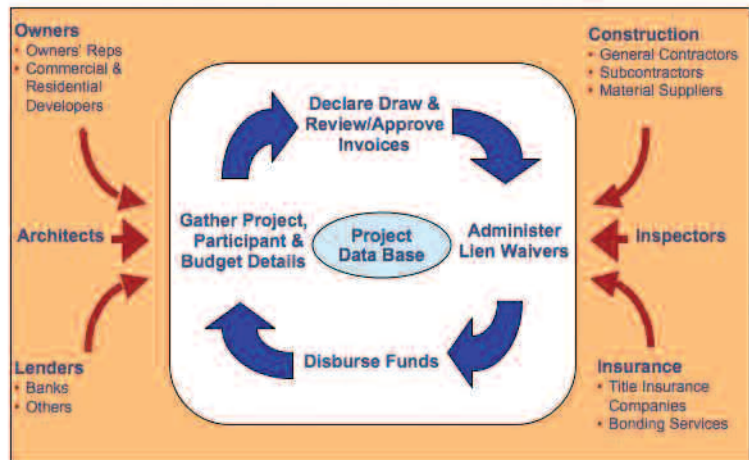 Owners
• Owners' Reps
• Commercial &
Residential
Developers
Architects
Lenders
• Banks
• Others
Declare Draw &
Review/Approve
Invoices
Gather Project,
Participant &
Budget Details
Project
Data Base
Administer
Lien Waivers
Disburse Funds
Construction
• General Contractors
• Subcontractors
• Material Suppliers
Inspectors
Insurance
• Title Insurance
Companies
• Bonding Services